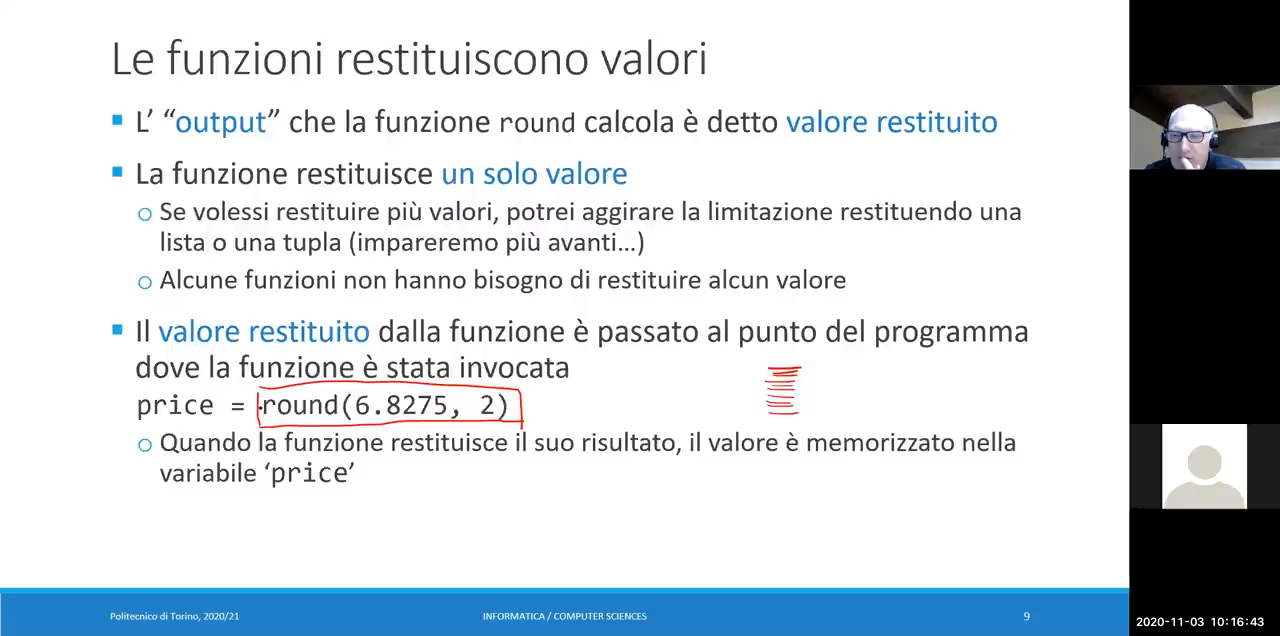 Le funzioni restituiscono valori
▪ L’ “output” che la funzione round calcola è detto valore restituito
▪ La funzione restituisce un solo valore
o Se volessi restituire più valori, potrei aggirare la limitazione restituendo una
lista o una tupla (impareremo più avanti…)
o Alcune funzioni non hanno bisogno di restituire alcun valore
▪ Il valore restituito dalla funzione è passato al punto del programma
dove la funzione è stata invocata
price = round(6.8275, 2)
o Quando la funzione restituisce il suo risultato, il valore è memorizzato nella
variabile ‘price’
Politecnico di Torino, 2020/21
INFORMATICA / COMPUTER SCIENCES
9
2020-11-03 10:16:43